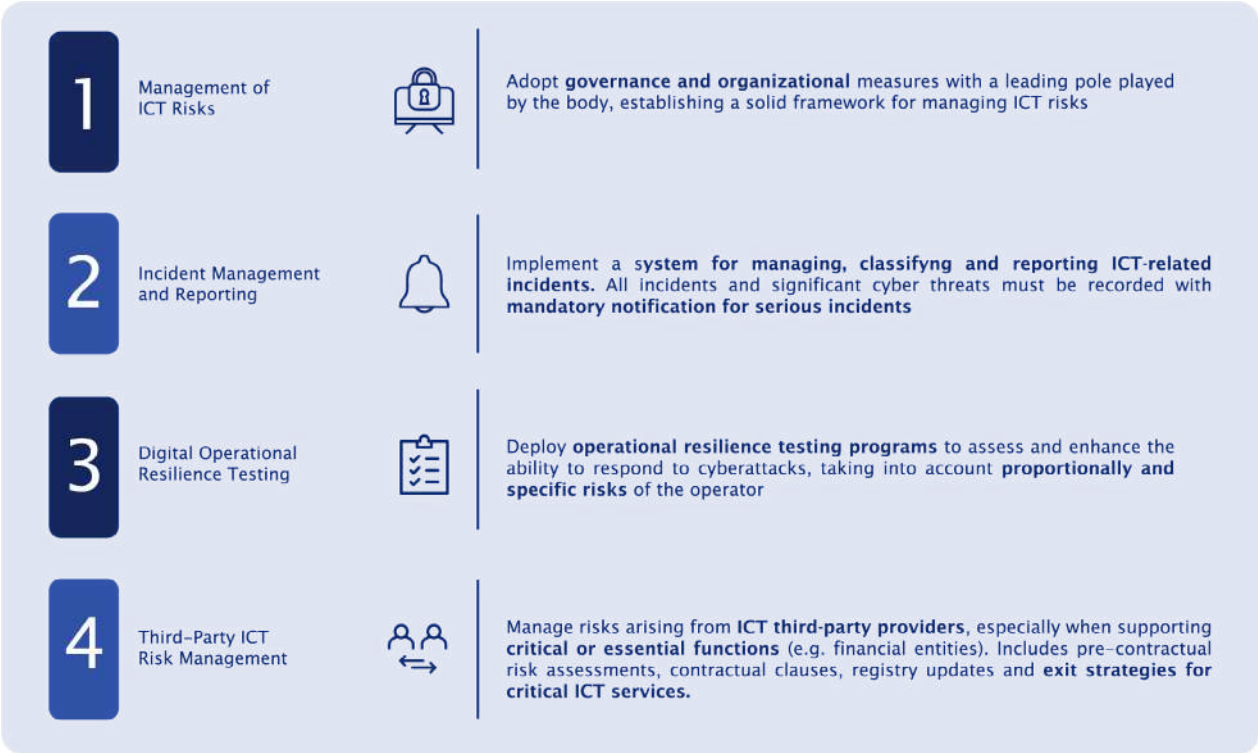 1
Management of
ICT Risks
Adopt governance and organizational measures with a leading pole played
by the body, establishing a solid framework for managing ICT risks
2
Incident Management
and Reporting
Implement a system for managing, classifyng and reporting ICT-related
incidents. All incidents and significant cyber threats must be recorded with
mandatory notification for serious incidents
3
Digital Operational
Resilience Testing
Deploy operational resilience testing programs to assess and enhance the
ability to respond to cyberattacks, taking into account proportionally and
specific risks of the operator
4
Third-Party ICT
Risk Management
Manage risks arising from ICT third-party providers, especially when supporting
critical or essential functions (e.g. financial entities). Includes pre-contractual
risk assessments, contractual clauses, registry updates and exit strategies for
critical ICT services.